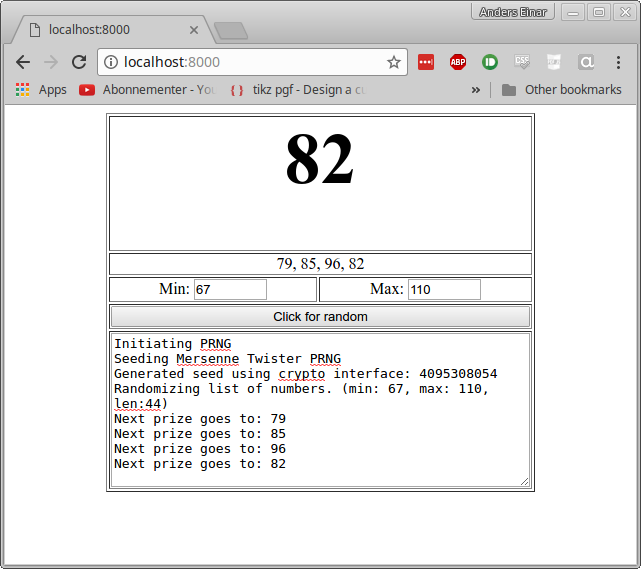 Anders Einar
localhost:8000
localhost:8000
Apps Abonnementer - You tikz pgf - Design a cu » Other bookmarks
82
79, 85, 96, 82
Min: 67 Max: 110
Click for random
Initiating PRNG
Seeding Mersenne Twister PRNG
Generated seed using crypto interface: 4095308054
Randomizing list of numbers. (min: 67, max: 110,
len:44)
Next prize goes to: 79
Next prize goes to: 85
Next prize goes to: 96
Next prize goes to: 82